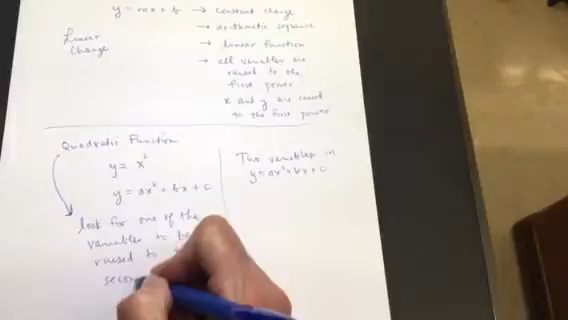 y = mx + b → constant change
→ arithmetic sequence
Linear
Change
→ linear function
→ all variables are
raised to the
first power
x and y are raised
to the first power
Quadratic Function
y = x²
y = ax² + bx + c
look for one of the
variables to be
raised to
secon
Two variables in
y = ax² + bx + c